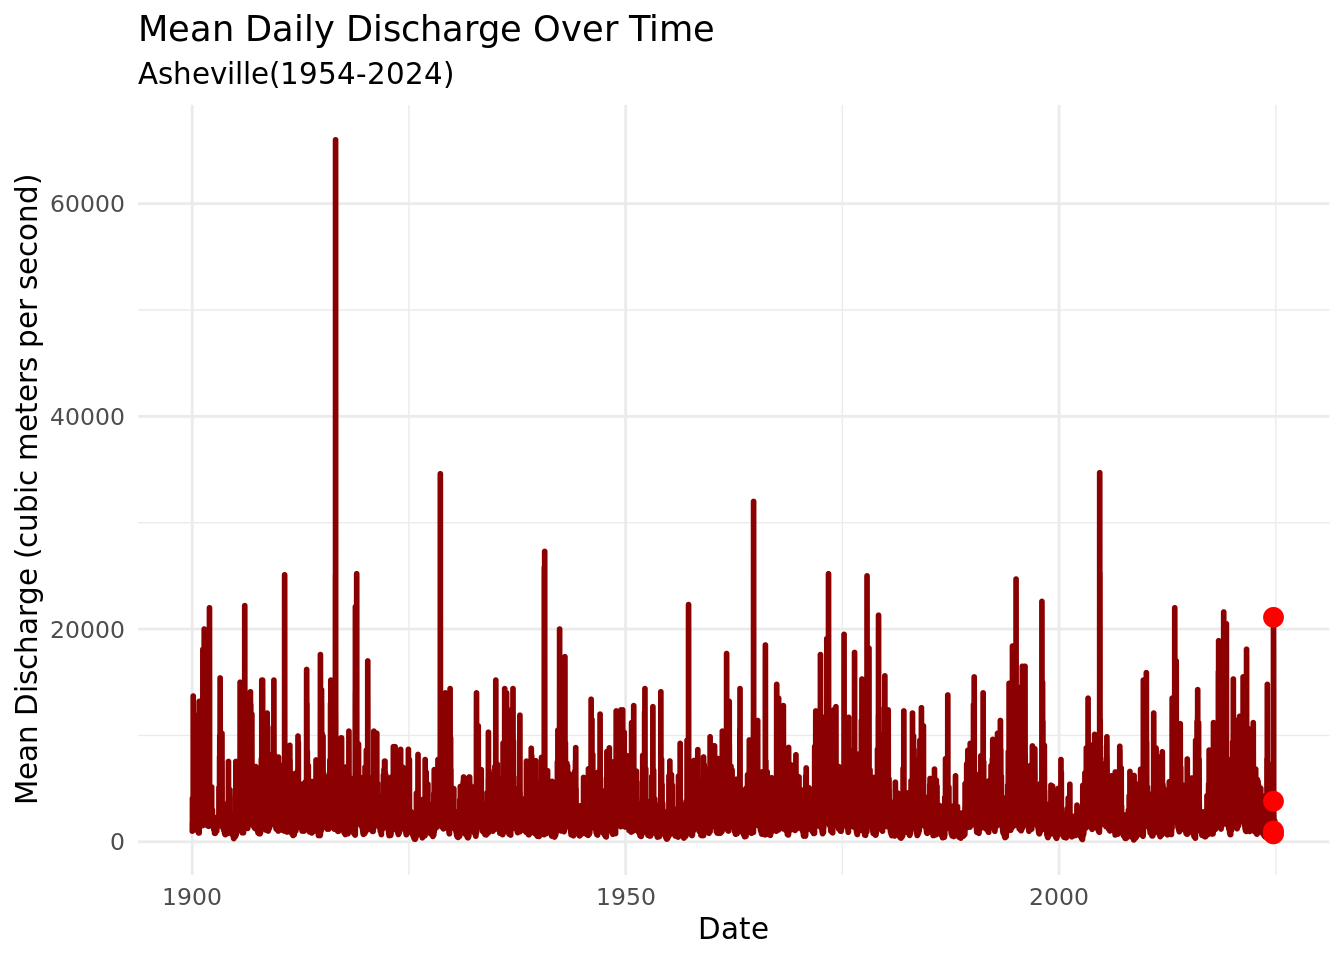 Mean Daily Discharge Over Time
Asheville(1954-2024)
Mean Discharge (cubic meters per second)
60000
40000
20000
0
1900
1950
2000
Date